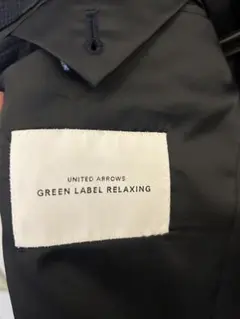 UNITED ARROWS
GREEN LABEL RELAXING